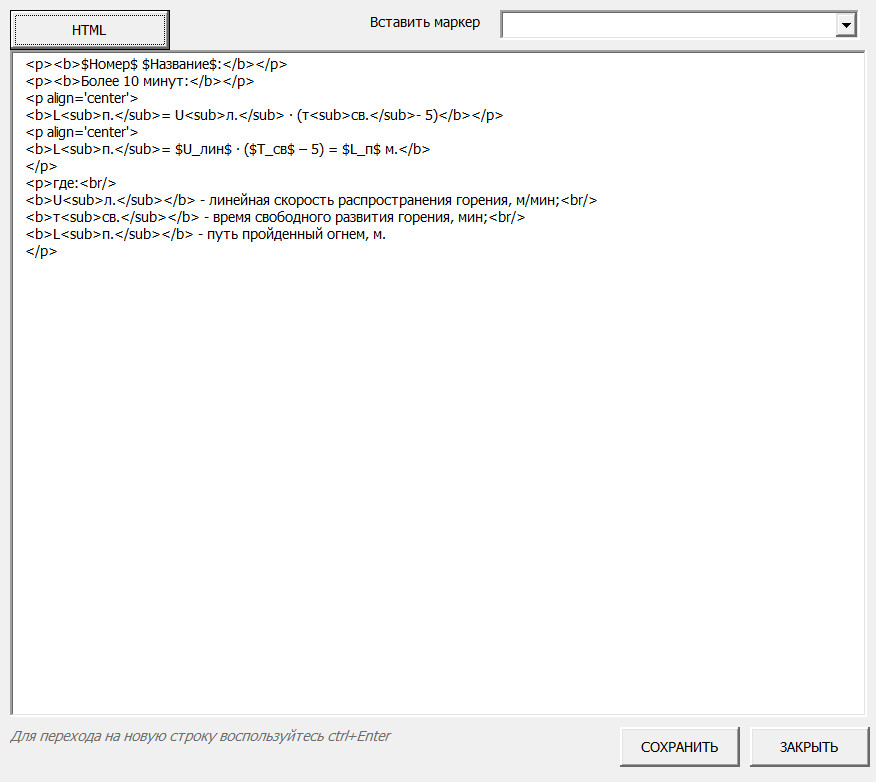 HTML
Вставить маркер
<p><b>$Номер$ $Название$:</b></p>
<p><b>Более 10 минут:</b></p>
<p align='center'>
<b>L<sub>п.</sub>= U<sub>л.</sub> · (т<sub>св.</sub>- 5)</b></p>
<p align='center'>
<b>L<sub>п.</sub>= $U_лин$ · ($T_св$ – 5) = $L_п$ м.</b>
</p>
<p>где:<br/>
<b>U<sub>л.</sub></b> - линейная скорость распространения горения, м/мин;<br/>
<b>т<sub>св.</sub></b> - время свободного развития горения, мин;<br/>
<b>L<sub>п.</sub></b> - путь пройденный огнем, м.
</p>
Для перехода на новую строку воспользуйтесь ctrl+Enter
СОХРАНИТЬ
ЗАКРЫТЬ